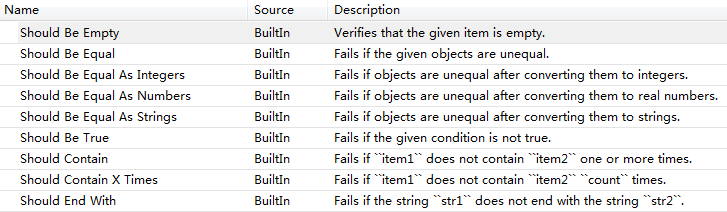 Name Source Description
Should Be Empty BuiltIn Verifies that the given item is empty.
Should Be Equal BuiltIn Fails if the given objects are unequal.
Should Be Equal As Integers BuiltIn Fails if objects are unequal after converting them to integers.
Should Be Equal As Numbers BuiltIn Fails if objects are unequal after converting them to real numbers.
Should Be Equal As Strings BuiltIn Fails if objects are unequal after converting them to strings.
Should Be True BuiltIn Fails if the given condition is not true.
Should Contain BuiltIn Fails if ``item1`` does not contain ``item2`` one or more times.
Should Contain X Times BuiltIn Fails if ``item1`` does not contain ``item2`` ``count`` times.
Should End With BuiltIn Fails if the string ``str1`` does not end with the string ``str2``.